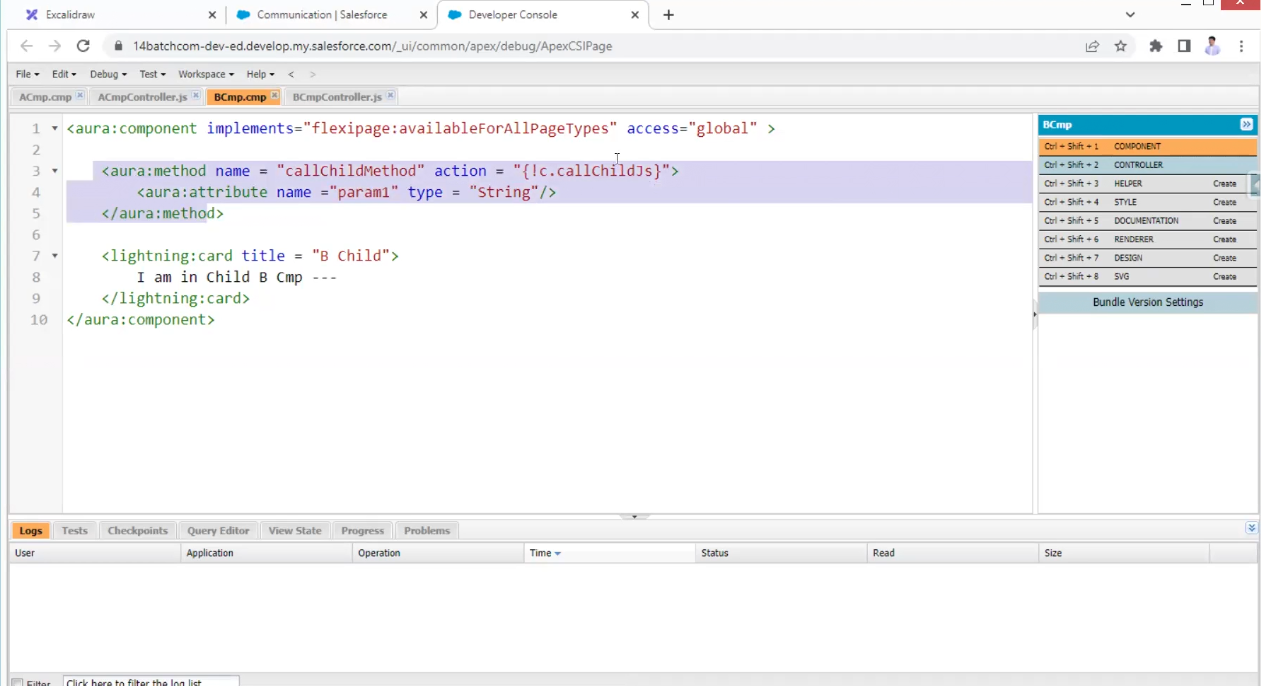 Excalidraw
Communication | Salesforce
Developer Console
14batchcom-dev-ed.develop.my.salesforce.com/_ui/common/apex/debug/ApexCSIPage
File Edit Debug Test Workspace Help < >
ACmp.cmp ACmpController.js BCmp.cmp BCmpController.js
1 <aura:component implements="flexipage:availableForAllPageTypes" access="global" >
2
3 <aura:method name = "callChildMethod" action = "{!c.callChildJs}">
4 <aura:attribute name ="param1" type = "String"/>
5 </aura:method>
6
7 <lightning:card title = "B Child">
8 I am in Child B Cmp ---
9 </lightning:card>
10 </aura:component>
BCmp
Ctrl + Shift + 1 COMPONENT
Ctrl + Shift + 2 CONTROLLER
Ctrl + Shift + 3 HELPER Create
Ctrl + Shift + 4 STYLE Create
Ctrl + Shift + 5 DOCUMENTATION Create
Ctrl + Shift + 6 RENDERER Create
Ctrl + Shift + 7 DESIGN Create
Ctrl + Shift + 8 SVG Create
Bundle Version Settings
Logs Tests Checkpoints Query Editor View State Progress Problems
User Application Operation Time Status Read Size
Filter Click here to filter the log list